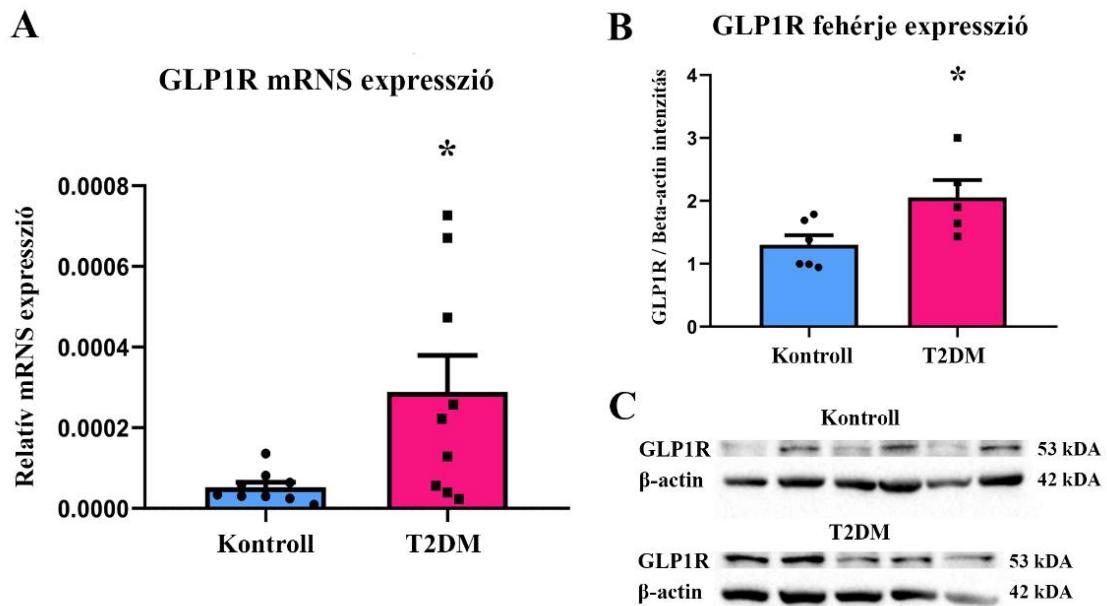 A
GLP1R mRNS expresszió
*
Relatív mRNS expresszió
0.0008
0.0006
0.0004
0.0002
0.0000
Kontroll T2DM
B
GLP1R fehérje expresszió
*
GLP1R / Beta-actin intenzitás
4
3
2
1
0
Kontroll T2DM
C
Kontroll
GLP1R 53 kDA
β-actin 42 kDA
T2DM
GLP1R 53 kDA
β-actin 42 kDA